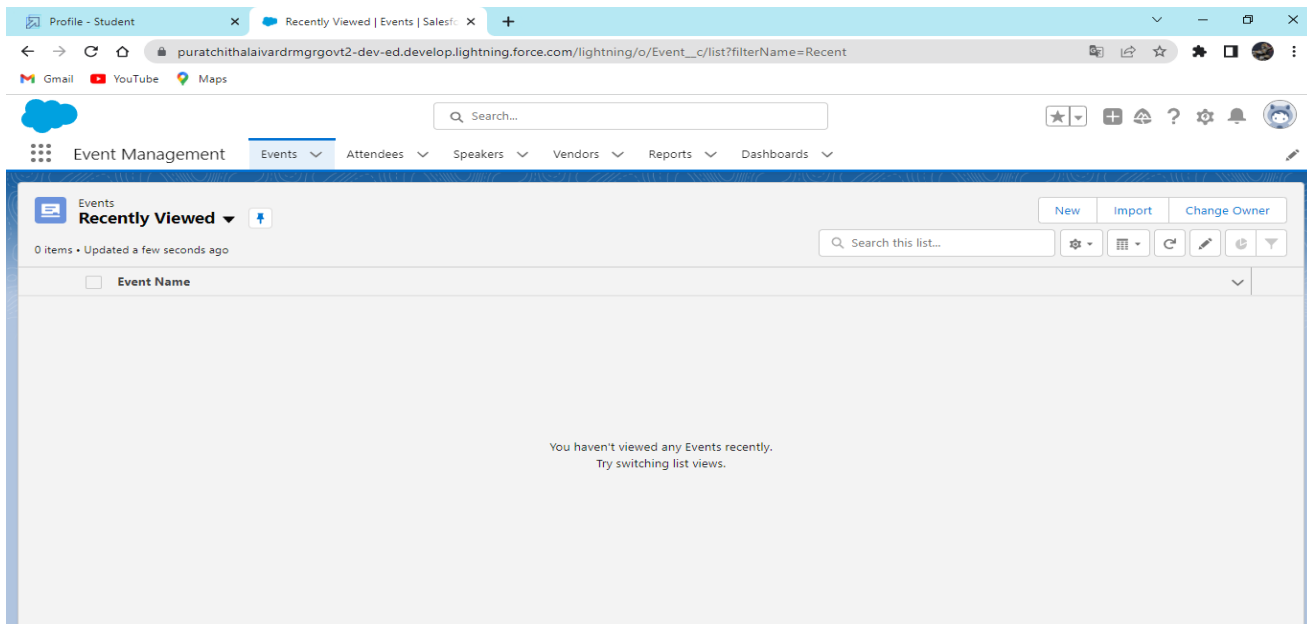 Profile - Student
Recently Viewed | Events | Salesfo
puratchithalaivardrmgrgovt2-dev-ed.develop.lightning.force.com/lightning/o/Event__c/list?filterName=Recent
Gmail YouTube Maps
Search...
Event Management Events Attendees Speakers Vendors Reports Dashboards
Events
Recently Viewed
New Import Change Owner
0 items • Updated a few seconds ago
Search this list...
Event Name
You haven't viewed any Events recently.
Try switching list views.